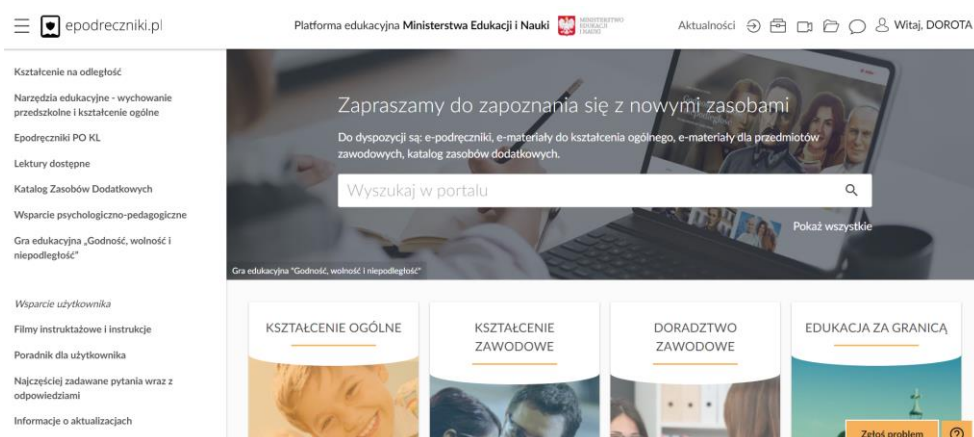 epodreczniki.pl
Platforma edukacyjna Ministerstwa Edukacji i Nauki
MINISTERSTWO
EDUKACJI
I NAUKI
Aktualności
Witaj, DOROTA
Kształcenie na odległość
Narzędzia edukacyjne - wychowanie
przedszkolne i kształcenie ogólne
Epodręczniki PO KL
Lektury dostępne
Katalog Zasobów Dodatkowych
Wsparcie psychologiczno-pedagogiczne
Gra edukacyjna „Godność, wolność i
niepodległość"
Wsparcie użytkownika
Filmy instruktażowe i instrukcje
Poradnik dla użytkownika
Najczęściej zadawane pytania wraz z
odpowiedziami
Informacje o aktualizacjach
Zapraszamy do zapoznania się z nowymi zasobami
Do dyspozycji są: e-podręczniki, e-materiały do kształcenia ogólnego, e-materiały dla przedmiotów
zawodowych, katalog zasobów dodatkowych.
Wyszukaj w portalu
Pokaż wszystkie
Gra edukacyjna "Godność, wolność i niepodległość"
KSZTAŁCENIE OGÓLNE
KSZTAŁCENIE
ZAWODOWE
DORADZTWO
ZAWODOWE
EDUKACJA ZA GRANICĄ
Zgłoś problem